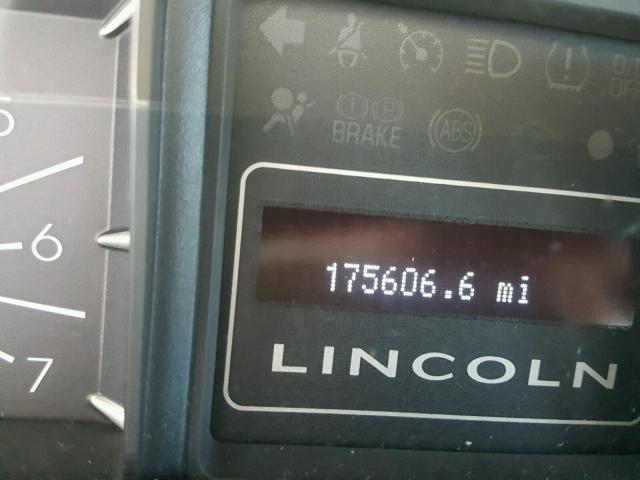 BRAKE ABS
175606.6 mi
LINCOLN
6
7